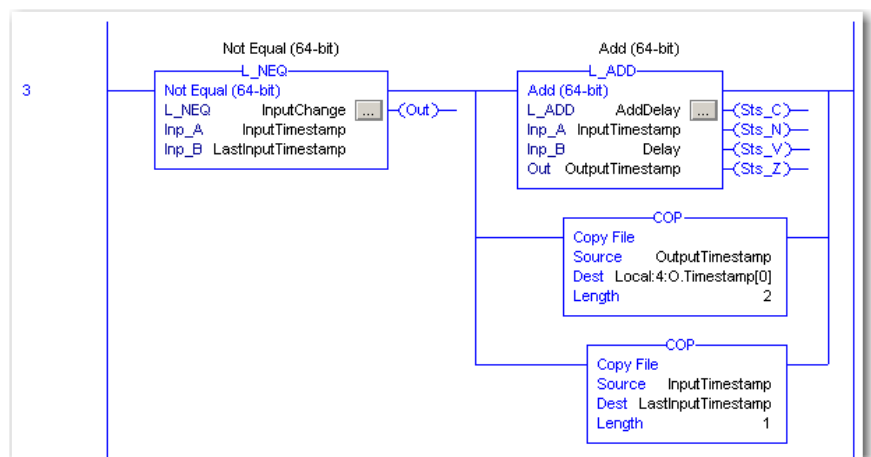 Not Equal (64-bit)
L_NEQ
3
Not Equal (64-bit)
L_NEQ InputChange ... (Out)
Inp_A InputTimestamp
Inp_B LastInputTimestamp
Add (64-bit)
L_ADD
Add (64-bit)
L_ADD AddDelay ... (Sts_C)
Inp_A InputTimestamp (Sts_N)
Inp_B Delay (Sts_V)
Out OutputTimestamp (Sts_Z)
COP
Copy File
Source OutputTimestamp
Dest Local:4:O.Timestamp[0]
Length 2
COP
Copy File
Source InputTimestamp
Dest LastInputTimestamp
Length 1